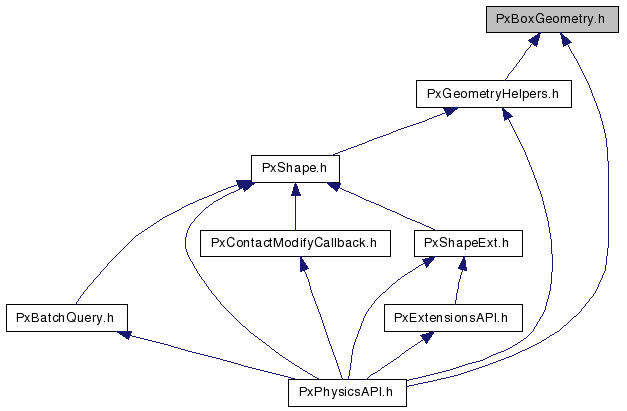 PxBoxGeometry.h
PxGeometryHelpers.h
PxShape.h
PxContactModifyCallback.h
PxShapeExt.h
PxBatchQuery.h
PxExtensionsAPI.h
PxPhysicsAPI.h